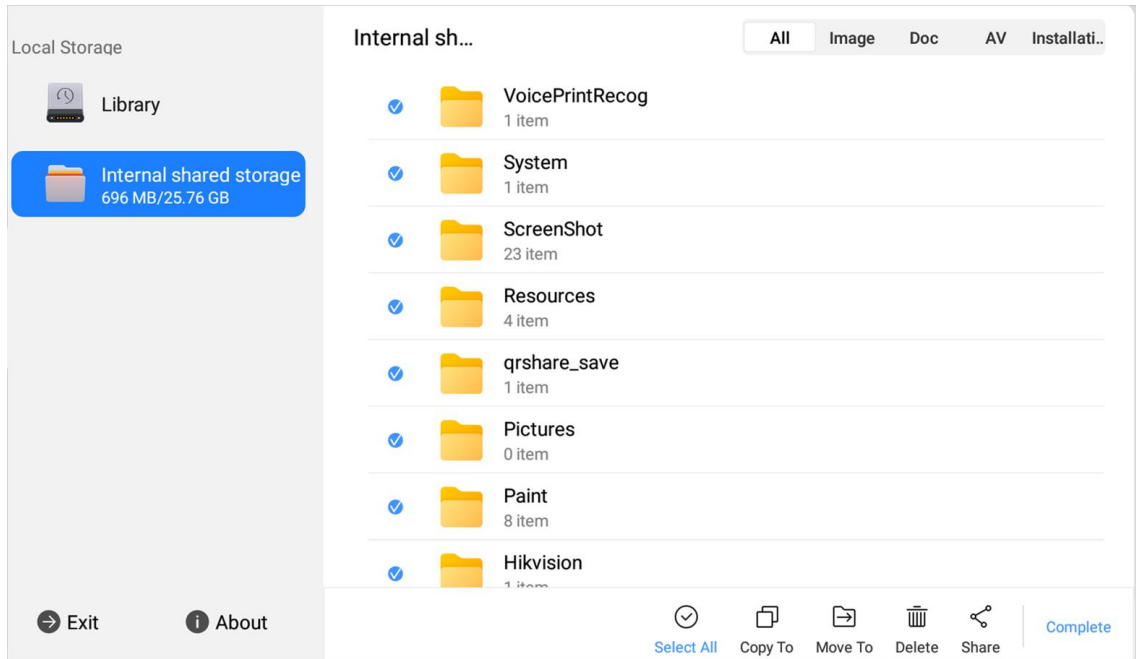 Local Storage
Library
Internal shared storage
696 MB/25.76 GB
Exit
About
Internal sh...
All
Image
Doc
AV
Installati..
VoicePrintRecog
1 item
System
1 item
ScreenShot
23 item
Resources
4 item
qrshare_save
1 item
Pictures
0 item
Paint
8 item
Hikvision
1 item
Select All
Copy To
Move To
Delete
Share
Complete